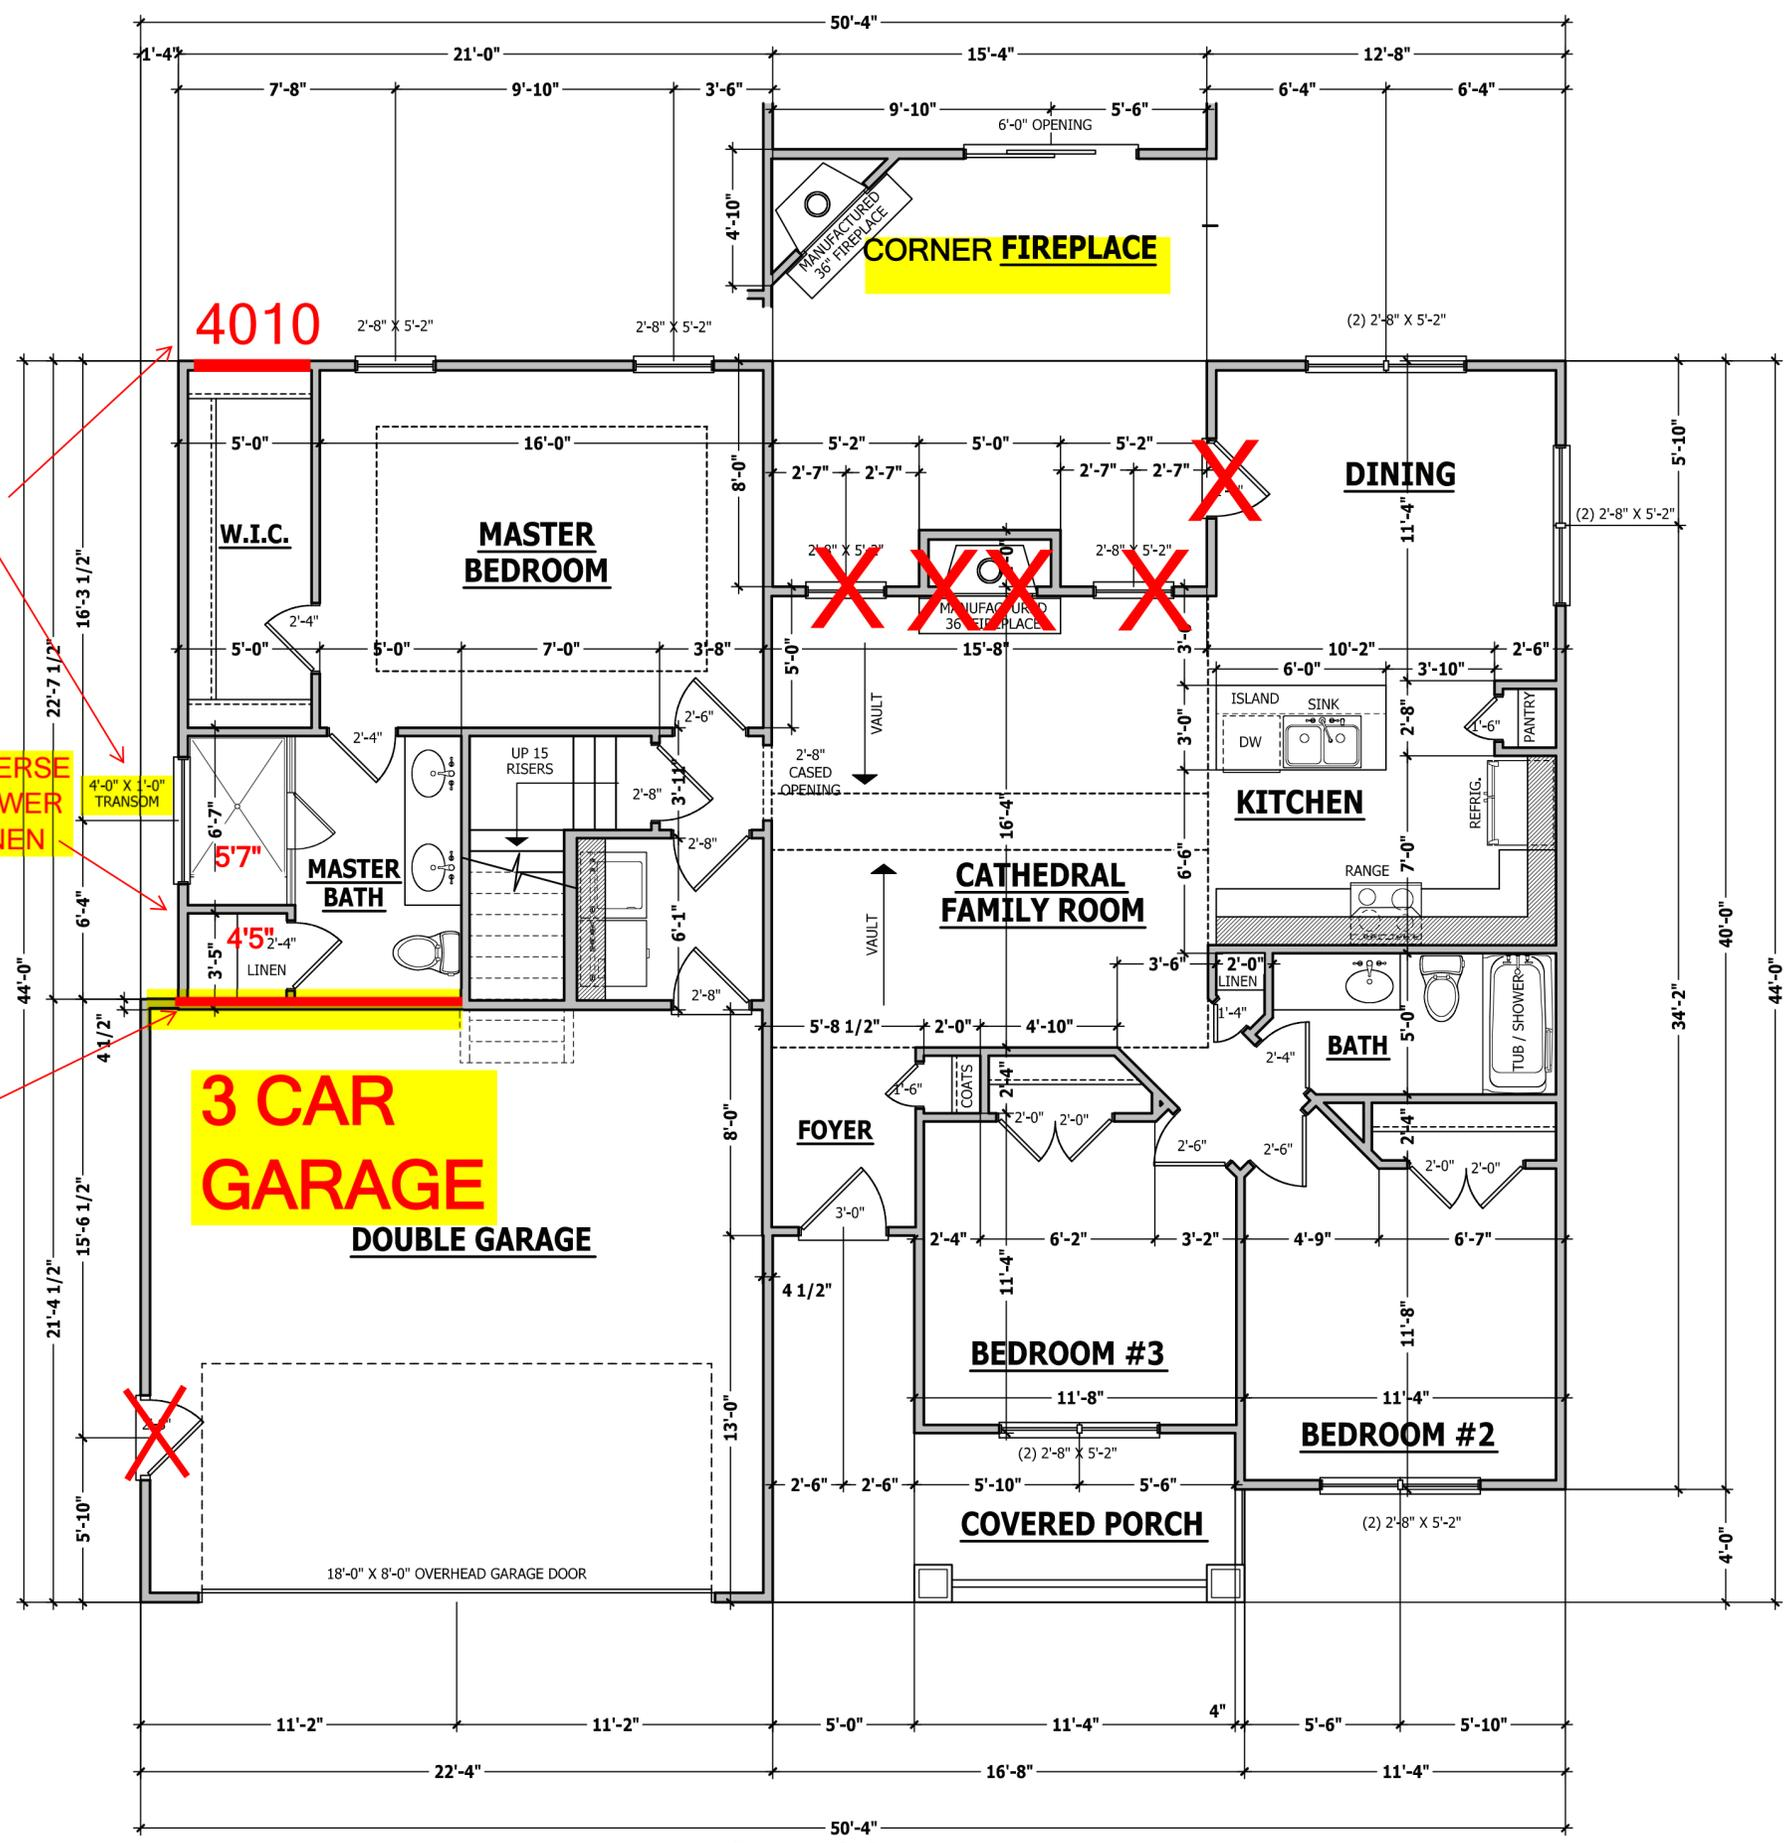 50'-4"
1'-4"
21'-0"
15'-4"
12'-8"
7'-8"
9'-10"
3'-6"
6'-4"
6'-4"
9'-10"
5'-6"
6'-0" OPENING
4'-10"
MANUFACTURED
36" FIREPLACE
CORNER FIREPLACE
4010
2'-8" X 5'-2"
2'-8" X 5'-2"
(2) 2'-8" X 5'-2"
5'-0"
16'-0"
5'-2"
5'-0"
5'-2"
8'-0"
2'-7"
2'-7"
2'-7"
2'-7"
DINING
11'-4"
5'-10"
(2) 2'-8" X 5'-2"
W.I.C.
MASTER
BEDROOM
2'-8" X 5'-2"
2'-8" X 5'-2"
MANUFACTURED
36" FIREPLACE
16'-3 1/2"
22'-7 1/2"
2'-4"
5'-0"
5'-0"
7'-0"
3'-8"
5'-0"
15'-8"
10'-2"
2'-6"
6'-0"
3'-10"
VAULT
3'-0"
ISLAND
SINK
DW
2'-8"
1'-6"
PANTRY
2'-6"
2'-4"
UP 15
RISERS
3'-11"
2'-8"
2'-8"
CASED
OPENING
ERSE
WER
NEN
4'-0" X 1'-0"
TRANSOM
6'-7"
5'7"
MASTER
BATH
2'-8"
16'-4"
KITCHEN
REFRIG.
6'-6"
7'-0"
RANGE
CATHEDRAL
FAMILY ROOM
VAULT
6'-4"
3'-5"
4'5"
2'-4"
LINEN
6'-1"
2'-8"
44'-0"
40'-0"
44'-0"
34'-2"
3'-6"
2'-0"
LINEN
1'-4"
4 1/2"
5'-8 1/2"
2'-0"
4'-10"
2'-4"
BATH
5'-0"
TUB / SHOWER
3 CAR
GARAGE
DOUBLE GARAGE
8'-0"
FOYER
1'-6"
COATS
2'-4"
2'-0"
2'-0"
2'-6"
2'-6"
2'-4"
2'-0"
2'-0"
15'-6 1/2"
21'-4 1/2"
3'-0"
2'-4"
6'-2"
3'-2"
4'-9"
6'-7"
4 1/2"
11'-4"
11'-8"
BEDROOM #3
11'-8"
11'-4"
BEDROOM #2
13'-0"
(2) 2'-8" X 5'-2"
2'-6"
2'-6"
5'-10"
5'-6"
5'-10"
COVERED PORCH
(2) 2'-8" X 5'-2"
4'-0"
18'-0" X 8'-0" OVERHEAD GARAGE DOOR
11'-2"
11'-2"
5'-0"
11'-4"
4"
5'-6"
5'-10"
22'-4"
16'-8"
11'-4"
50'-4"